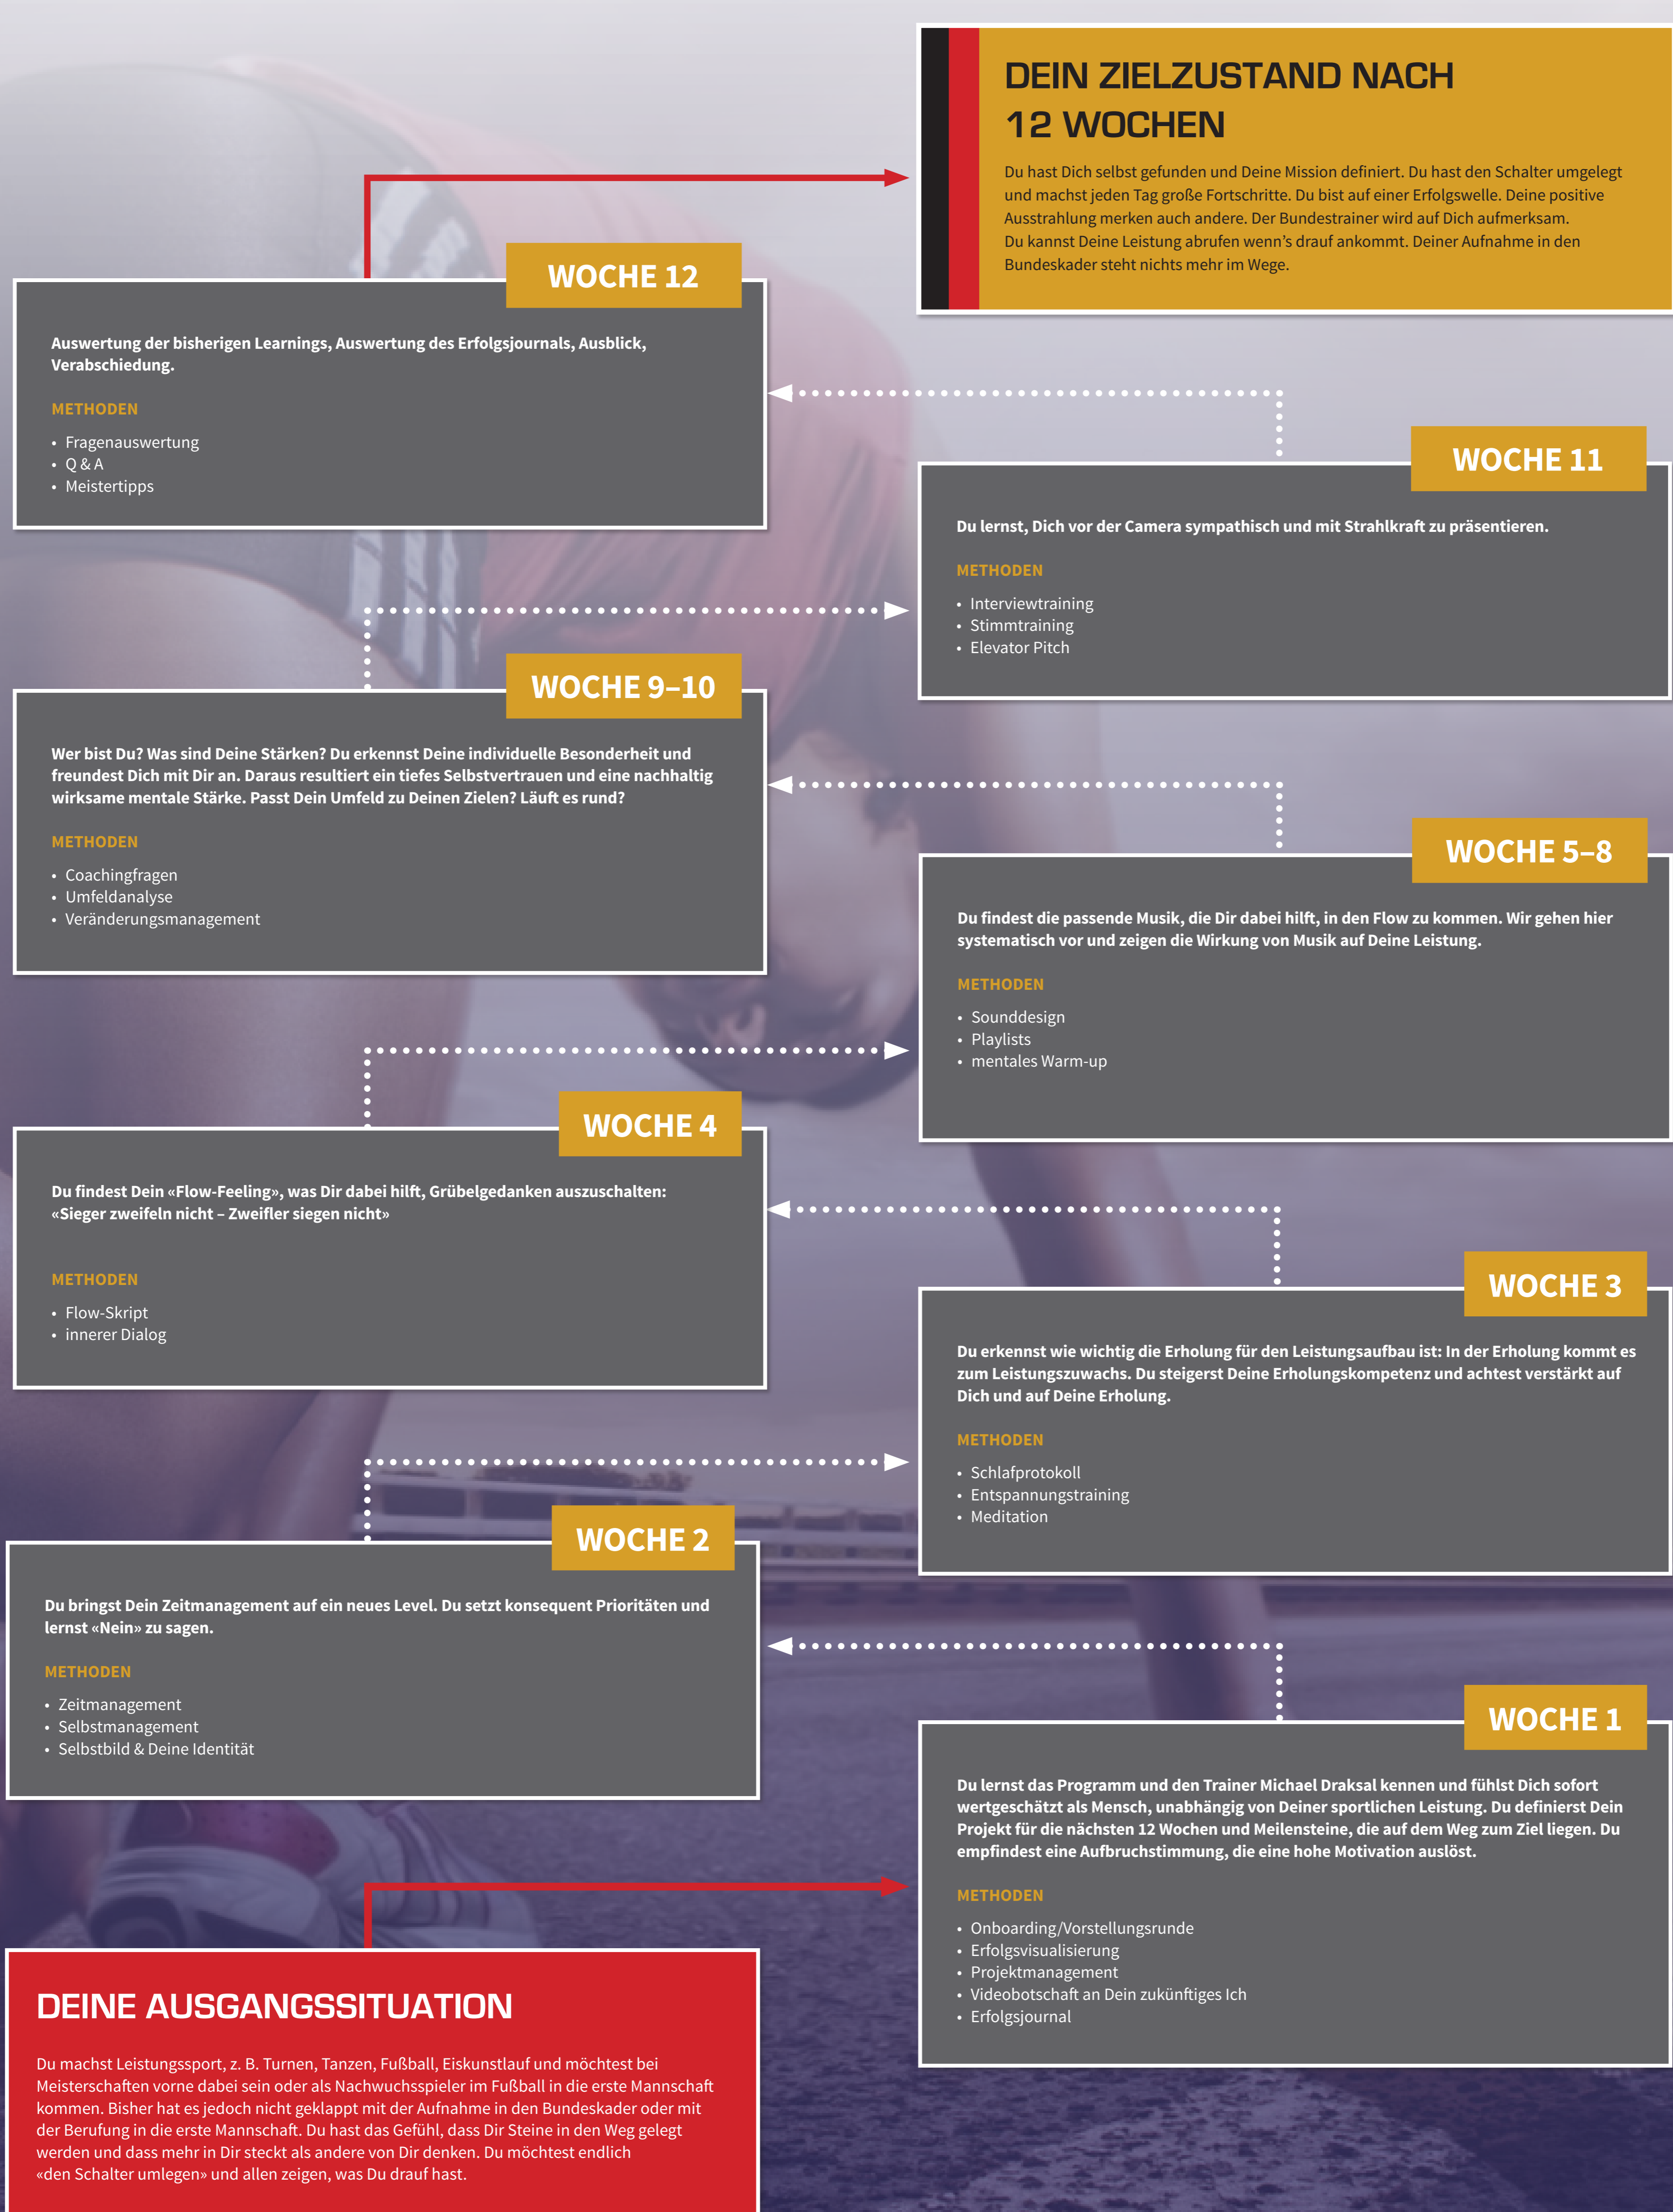 DEIN ZIELZUSTAND NACH
12 WOCHEN
Du hast Dich selbst gefunden und Deine Mission definiert. Du hast den Schalter umgelegt
und machst jeden Tag große Fortschritte. Du bist auf einer Erfolgswelle. Deine positive
Ausstrahlung merken auch andere. Der Bundestrainer wird auf Dich aufmerksam.
Du kannst Deine Leistung abrufen wenn’s drauf ankommt. Deiner Aufnahme in den
Bundeskader steht nichts mehr im Wege.
WOCHE 12
Auswertung der bisherigen Learnings, Auswertung des Erfolgsjournals, Ausblick,
Verabschiedung.
METHODEN
• Fragenauswertung
• Q & A
• Meistertipps
WOCHE 11
Du lernst, Dich vor der Camera sympathisch und mit Strahlkraft zu präsentieren.
METHODEN
• Interviewtraining
• Stimmtraining
• Elevator Pitch
WOCHE 9–10
Wer bist Du? Was sind Deine Stärken? Du erkennst Deine individuelle Besonderheit und
freundest Dich mit Dir an. Daraus resultiert ein tiefes Selbstvertrauen und eine nachhaltig
wirksame mentale Stärke. Passt Dein Umfeld zu Deinen Zielen? Läuft es rund?
METHODEN
• Coachingfragen
• Umfeldanalyse
• Veränderungsmanagement
WOCHE 5–8
Du findest die passende Musik, die Dir dabei hilft, in den Flow zu kommen. Wir gehen hier
systematisch vor und zeigen die Wirkung von Musik auf Deine Leistung.
METHODEN
• Sounddesign
• Playlists
• mentales Warm-up
WOCHE 4
Du findest Dein «Flow-Feeling», was Dir dabei hilft, Grübelgedanken auszuschalten:
«Sieger zweifeln nicht – Zweifler siegen nicht»
METHODEN
• Flow-Skript
• innerer Dialog
WOCHE 3
Du erkennst wie wichtig die Erholung für den Leistungsaufbau ist: In der Erholung kommt es
zum Leistungszuwachs. Du steigerst Deine Erholungskompetenz und achtest verstärkt auf
Dich und auf Deine Erholung.
METHODEN
• Schlafprotokoll
• Entspannungstraining
• Meditation
WOCHE 2
Du bringst Dein Zeitmanagement auf ein neues Level. Du setzt konsequent Prioritäten und
lernst «Nein» zu sagen.
METHODEN
• Zeitmanagement
• Selbstmanagement
• Selbstbild & Deine Identität
WOCHE 1
Du lernst das Programm und den Trainer Michael Draksal kennen und fühlst Dich sofort
wertgeschätzt als Mensch, unabhängig von Deiner sportlichen Leistung. Du definierst Dein
Projekt für die nächsten 12 Wochen und Meilensteine, die auf dem Weg zum Ziel liegen. Du
empfindest eine Aufbruchstimmung, die eine hohe Motivation auslöst.
METHODEN
• Onboarding/Vorstellungsrunde
• Erfolgsvisualisierung
• Projektmanagement
• Videobotschaft an Dein zukünftiges Ich
• Erfolgsjournal
DEINE AUSGANGSSITUATION
Du machst Leistungssport, z. B. Turnen, Tanzen, Fußball, Eiskunstlauf und möchtest bei
Meisterschaften vorne dabei sein oder als Nachwuchsspieler im Fußball in die erste Mannschaft
kommen. Bisher hat es jedoch nicht geklappt mit der Aufnahme in den Bundeskader oder mit
der Berufung in die erste Mannschaft. Du hast das Gefühl, dass Dir Steine in den Weg gelegt
werden und dass mehr in Dir steckt als andere von Dir denken. Du möchtest endlich
«den Schalter umlegen» und allen zeigen, was Du drauf hast.